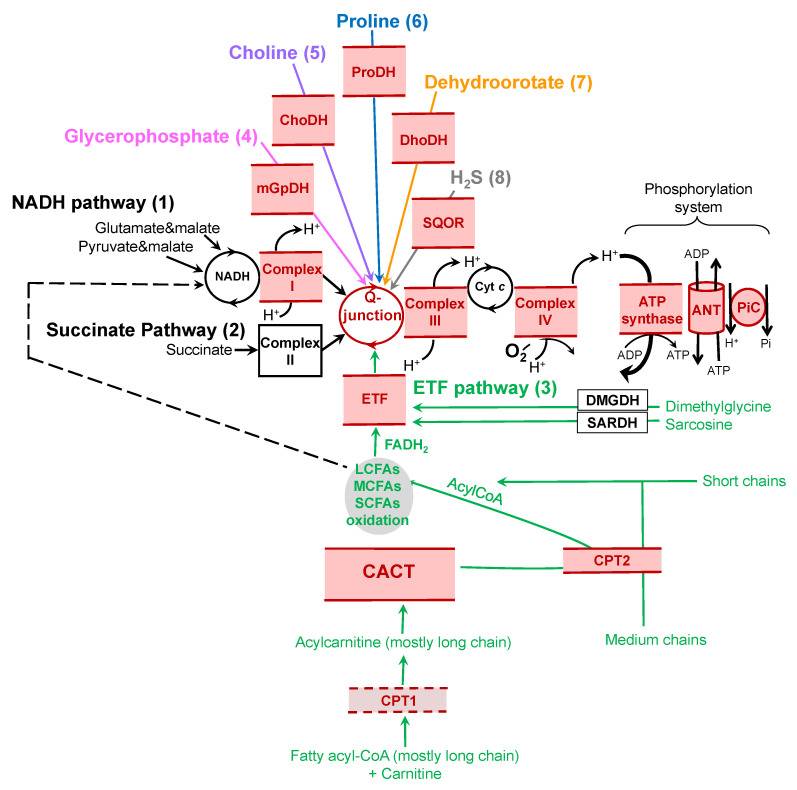 Proline (6)
Choline (5)
ProDH
Dehydroorotate (7)
ChoDH
Glycerophosphate (4)
DhoDH
mGpDH
H₂S (8)
Phosphorylation
system
NADH pathway (1)
SQOR
Glutamate&malate
H⁺
Pyruvate&malate
NADH
Complex
I
H⁺
Q-
junction
Complex
III
H⁺
Cyt c
Complex
IV
H⁺
ATP
synthase
ADP
ANT
PiC
H⁺
Pi
ADP
ATP
ATP
Succinate Pathway (2)
Succinate
Complex
II
H⁺
O₂
H⁺
ETF
ETF pathway (3)
DMGDH
Dimethylglycine
SARDH
Sarcosine
FADH₂
LCFAs
MCFAs
SCFAs
oxidation
AcylCoA
Short chains
CACT
CPT2
Acylcarnitine (mostly long chain)
Medium chains
CPT1
Fatty acyl-CoA (mostly long chain)
+ Carnitine